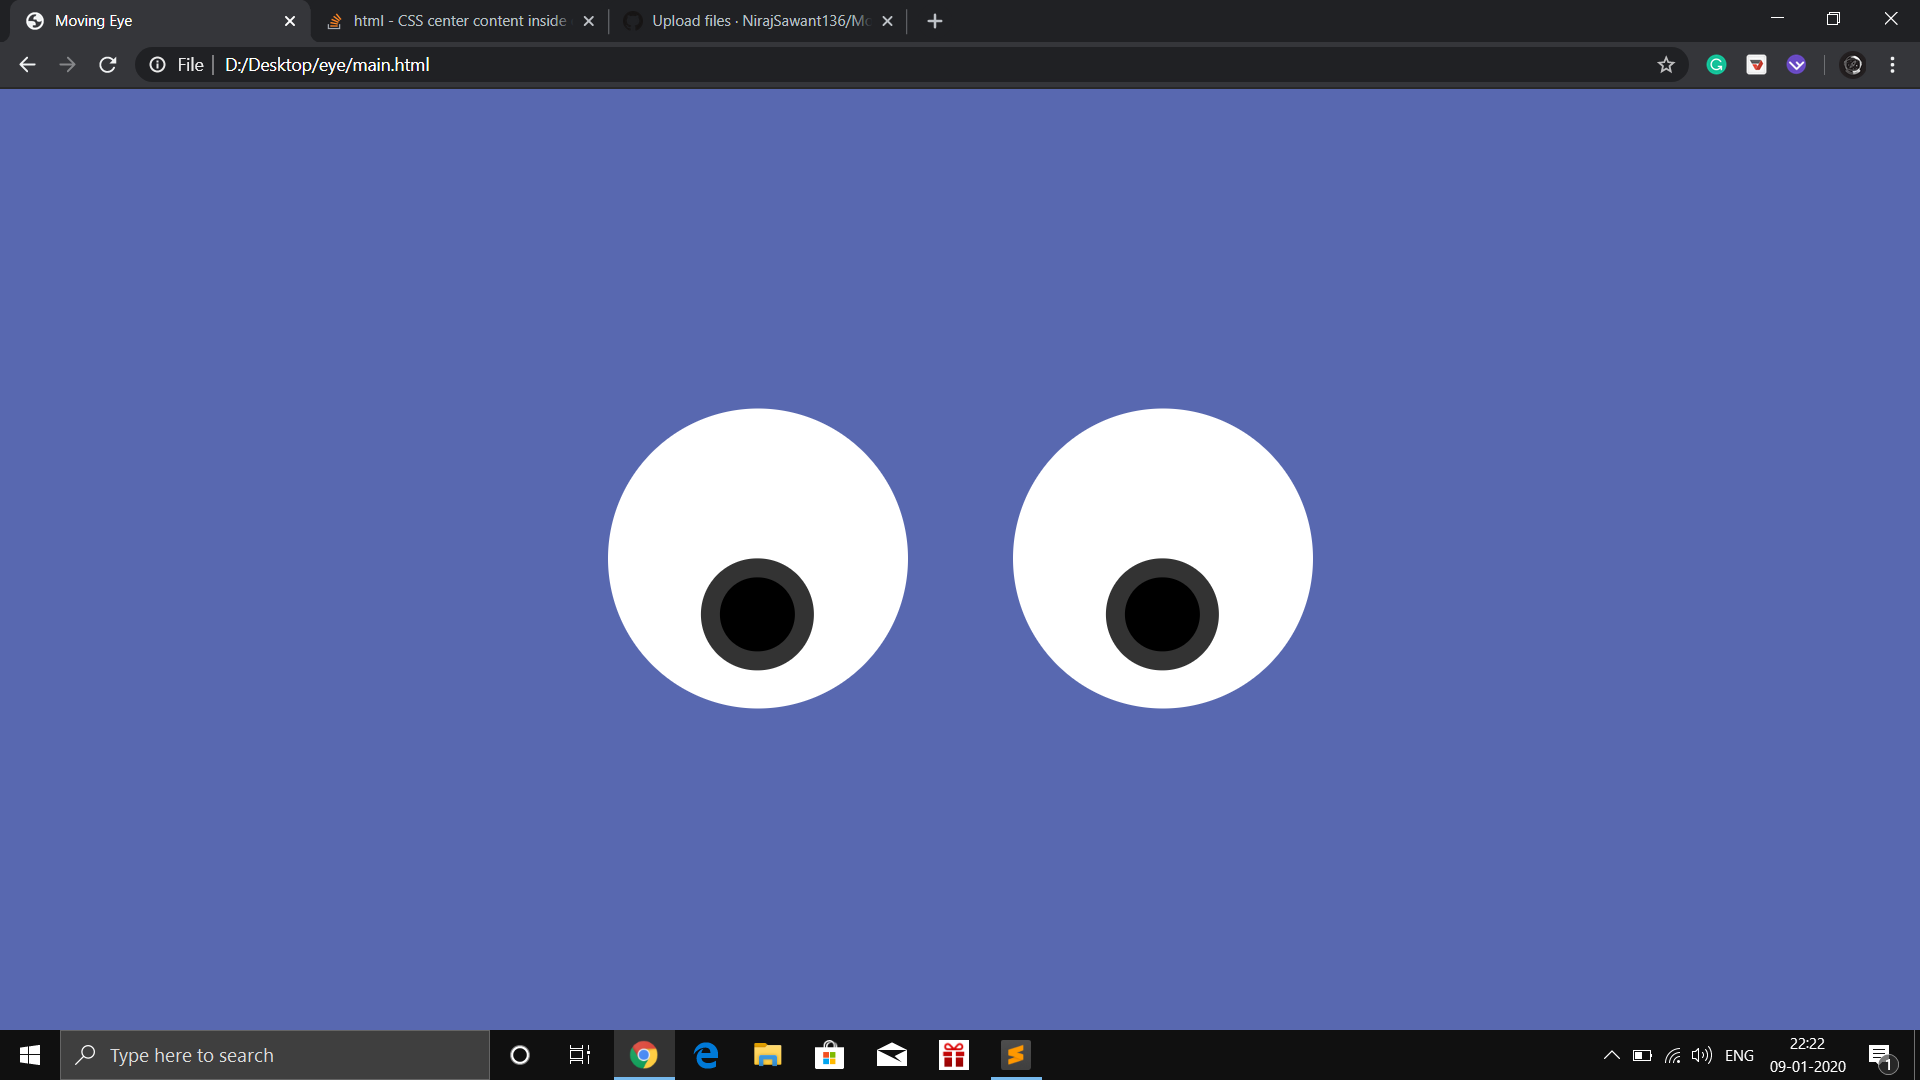 Moving Eye
html - CSS center content inside
Upload files · NirajSawant136/Mo
File
D:/Desktop/eye/main.html
Type here to search
ENG
22:22
09-01-2020
1